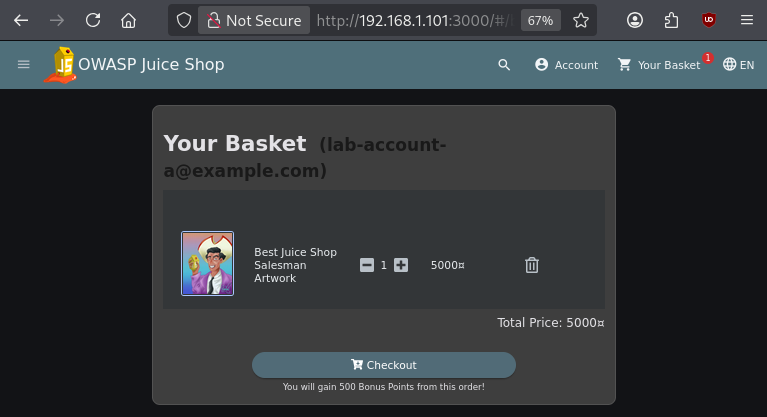 Not Secure http://192.168.1.101:3000/#/ 67%
OWASP Juice Shop Account Your Basket 1 EN
Your Basket (lab-account-
a@example.com)
Best Juice Shop
Salesman
Artwork
1 5000¤
Total Price: 5000¤
Checkout
You will gain 500 Bonus Points from this order!